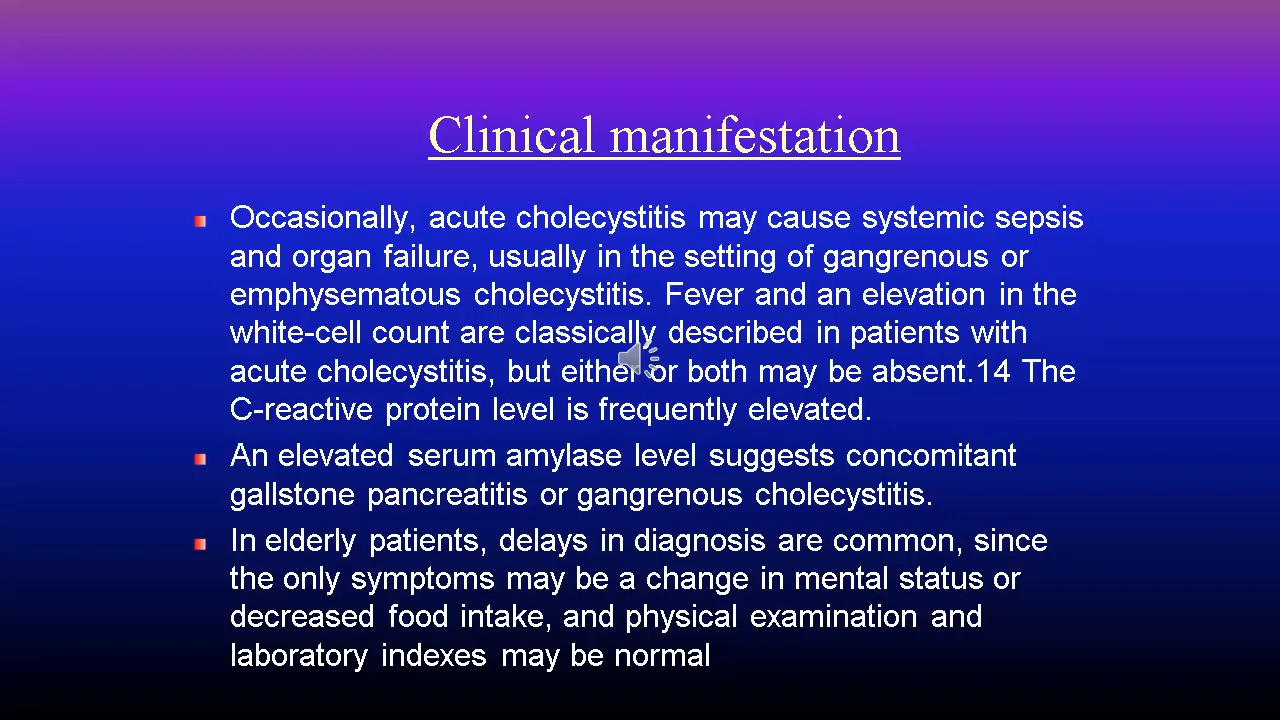 Clinical manifestation
Occasionally, acute cholecystitis may cause systemic sepsis
and organ failure, usually in the setting of gangrenous or
emphysematous cholecystitis. Fever and an elevation in the
white-cell count are classically described in patients with
acute cholecystitis, but either or both may be absent.14 The
C-reactive protein level is frequently elevated.
An elevated serum amylase level suggests concomitant
gallstone pancreatitis or gangrenous cholecystitis.
In elderly patients, delays in diagnosis are common, since
the only symptoms may be a change in mental status or
decreased food intake, and physical examination and
laboratory indexes may be normal